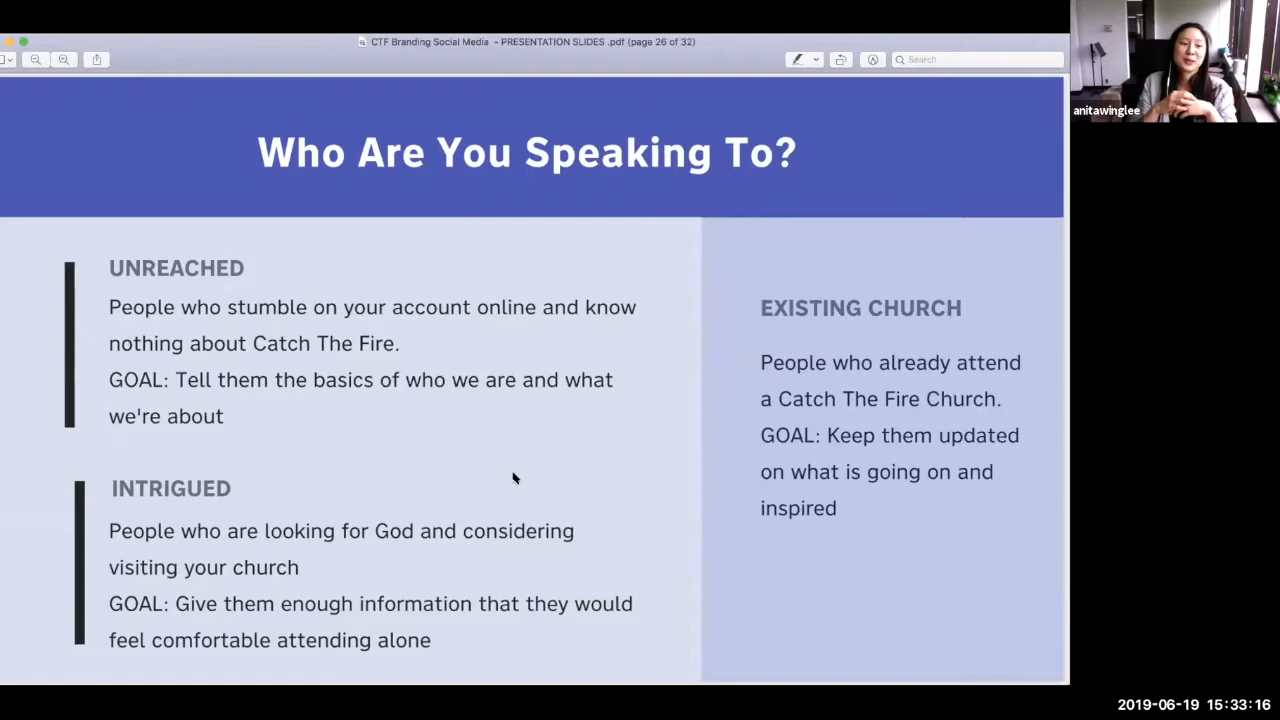 CTF Branding Social Media - PRESENTATION SLIDES .pdf (page 26 of 32)
Search
anitawinglee
Who Are You Speaking To?
UNREACHED
People who stumble on your account online and know
nothing about Catch The Fire.
GOAL: Tell them the basics of who we are and what
we're about
INTRIGUED
People who are looking for God and considering
visiting your church
GOAL: Give them enough information that they would
feel comfortable attending alone
EXISTING CHURCH
People who already attend
a Catch The Fire Church.
GOAL: Keep them updated
on what is going on and
inspired
2019-06-19 15:33:16